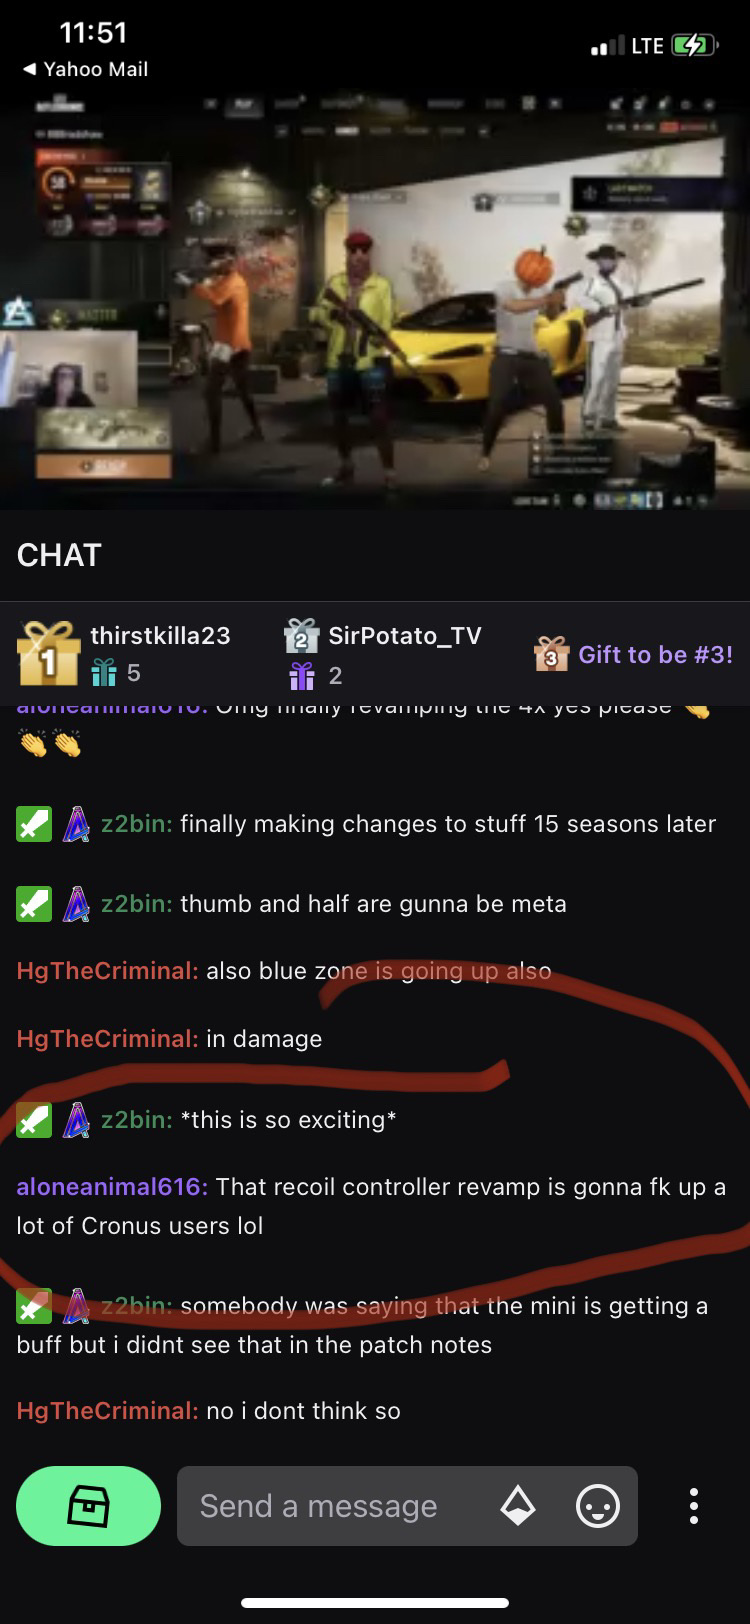 11:51
LTE
◀ Yahoo Mail
PLAY
58
MASTER
READY
CHAT
1
thirstkilla23
5
2
SirPotato_TV
2
3
Gift to be #3!
aloneanimal616: Omg finally revamping the 4x yes please 👏
👏👏
z2bin: finally making changes to stuff 15 seasons later
z2bin: thumb and half are gunna be meta
HgTheCriminal: also blue zone is going up also
HgTheCriminal: in damage
z2bin: *this is so exciting*
aloneanimal616: That recoil controller revamp is gonna fk up a
lot of Cronus users lol
z2bin: somebody was saying that the mini is getting a
buff but i didnt see that in the patch notes
HgTheCriminal: no i dont think so
Send a message